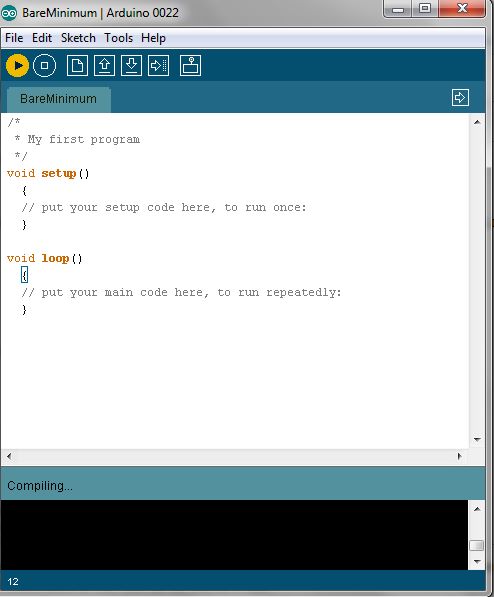 BareMinimum | Arduino 0022
File Edit Sketch Tools Help
BareMinimum
/*
 * My first program
 */
void setup()
  {
  // put your setup code here, to run once:
  }

void loop()
  {
  // put your main code here, to run repeatedly:
  }
Compiling...
12